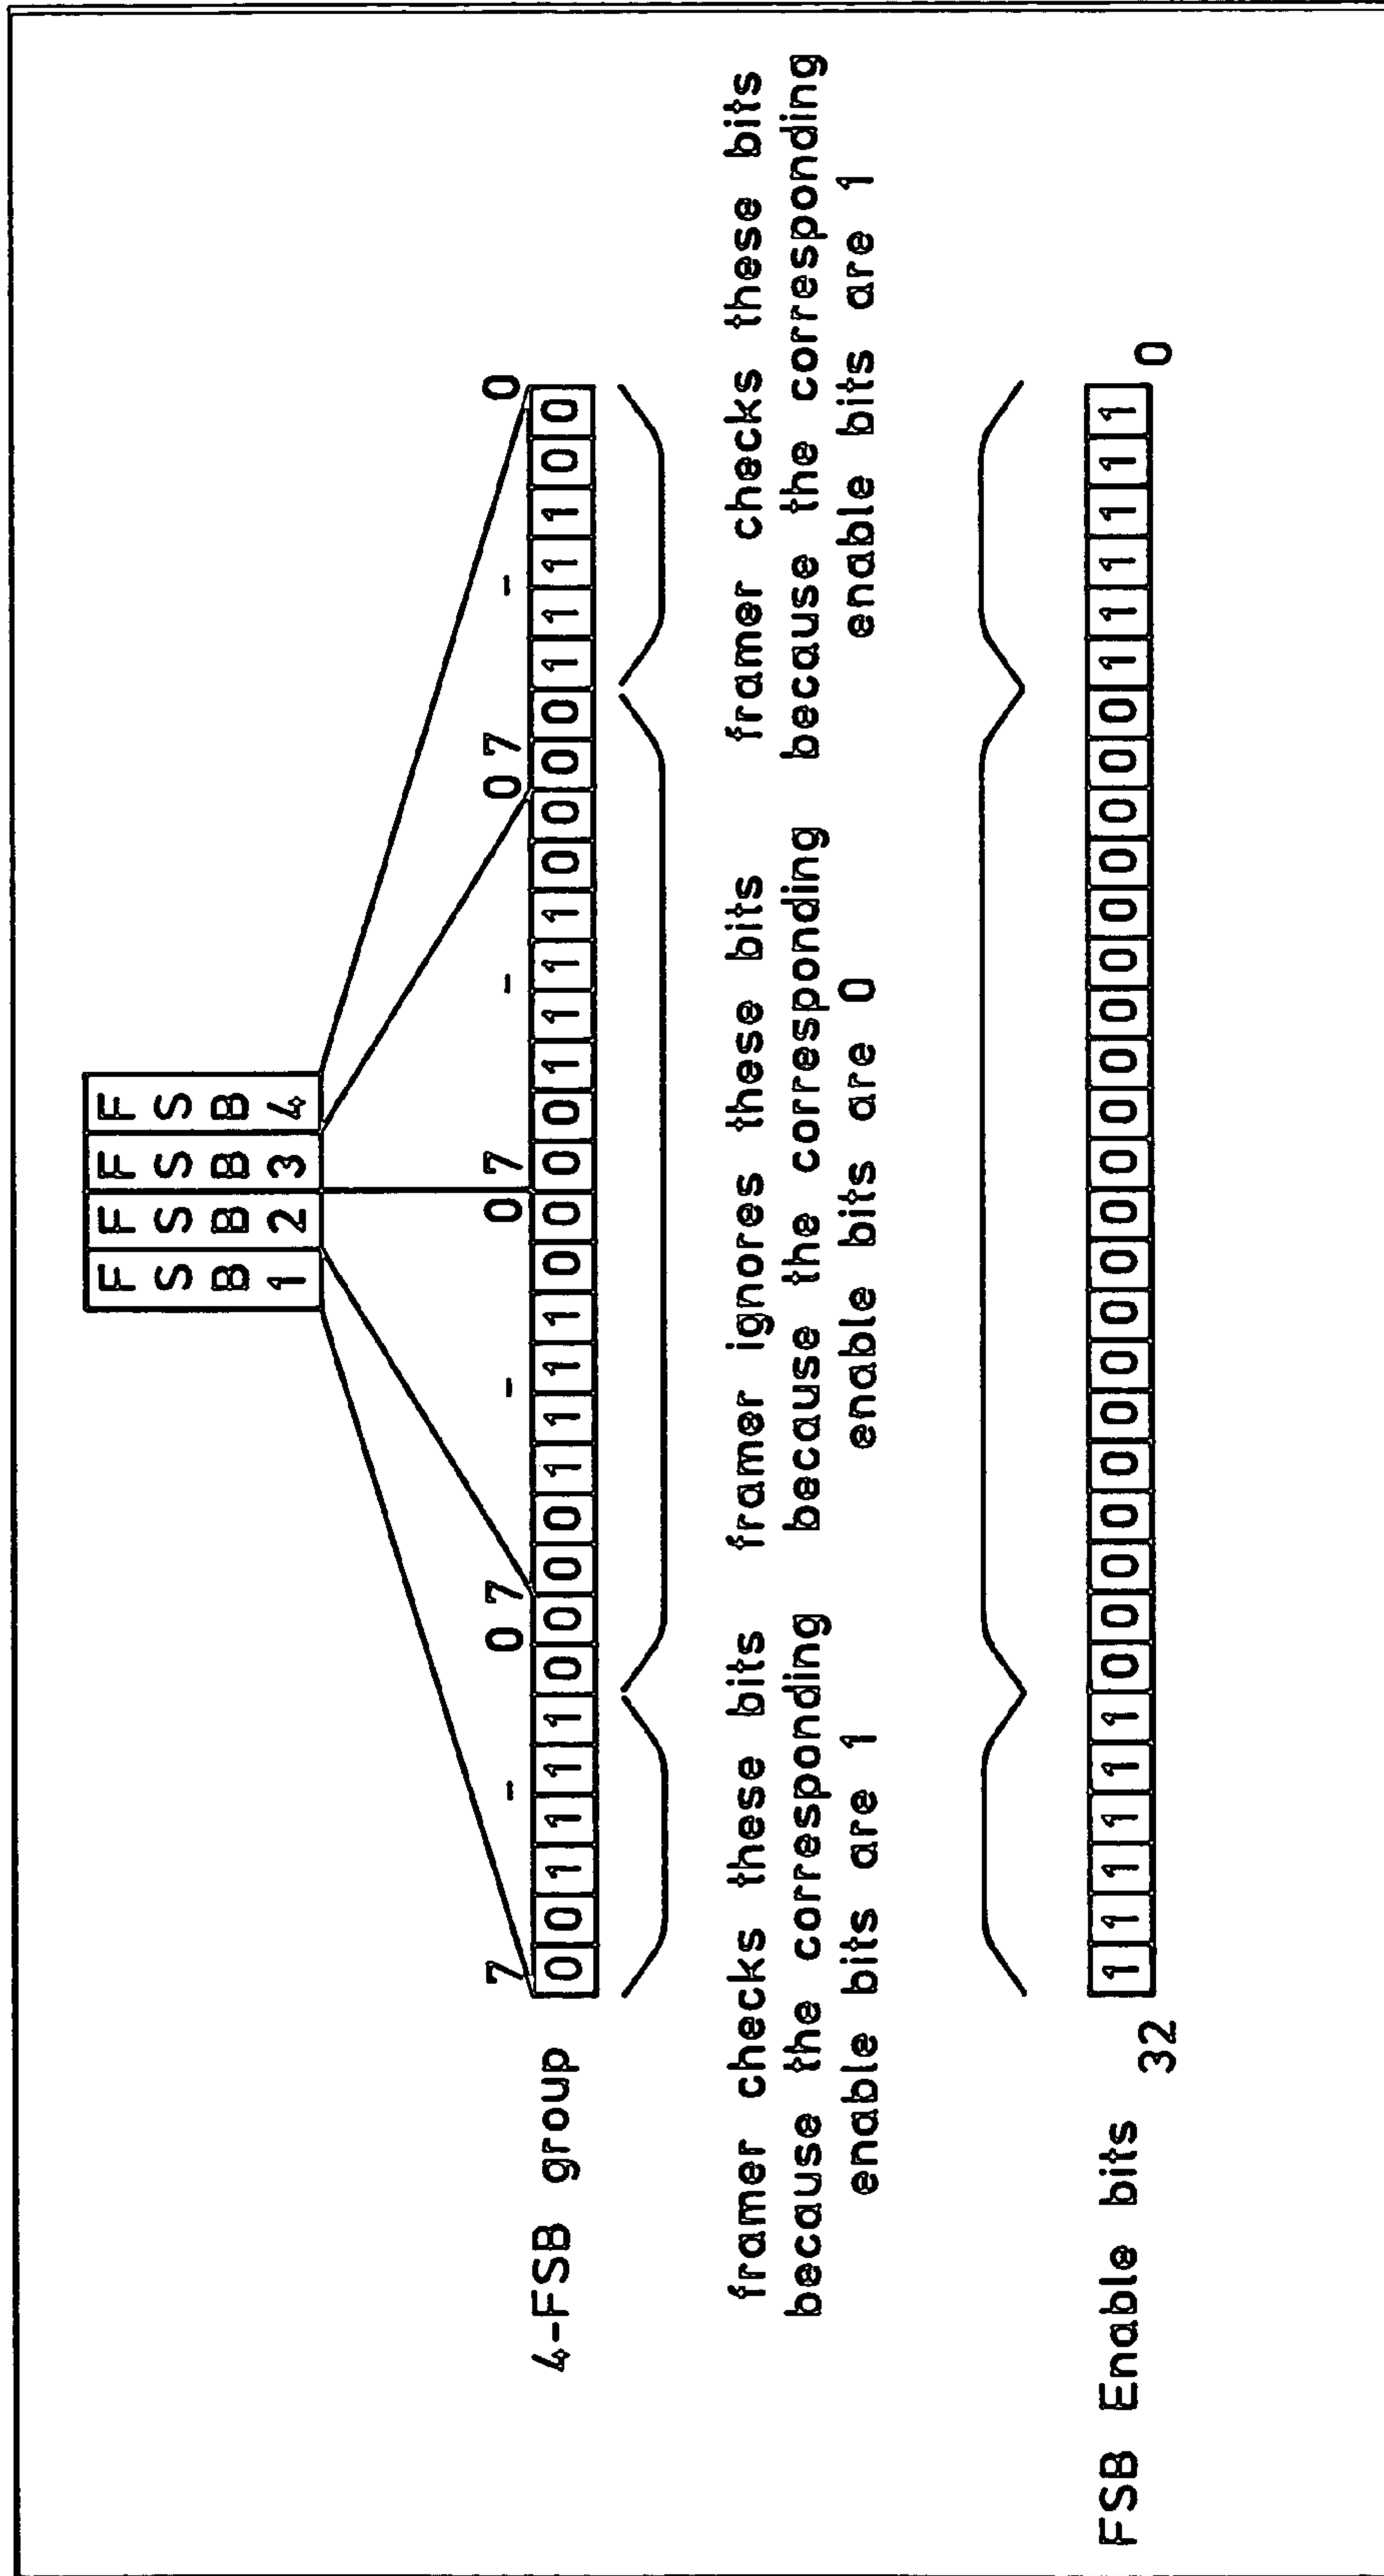 F F F F
S S S S
B B B B
1 2 3 4
7 - 0 7 - 0 7 - 0 7 - 0
4-FSB group 0 0 1 1 1 1 0 0 0 0 1 1 1 1 0 0 0 0 1 1 1 1 0 0 0 0 1 1 1 1 0 0
framer checks these bits
because the corresponding
enable bits are 1
framer ignores these bits
because the corresponding
enable bits are 0
framer checks these bits
because the corresponding
enable bits are 1
FSB Enable bits 1 1 1 1 1 1 0 0 0 0 0 0 0 0 0 0 0 0 0 0 0 0 0 0 0 0 1 1 1 1 1 1
32 0